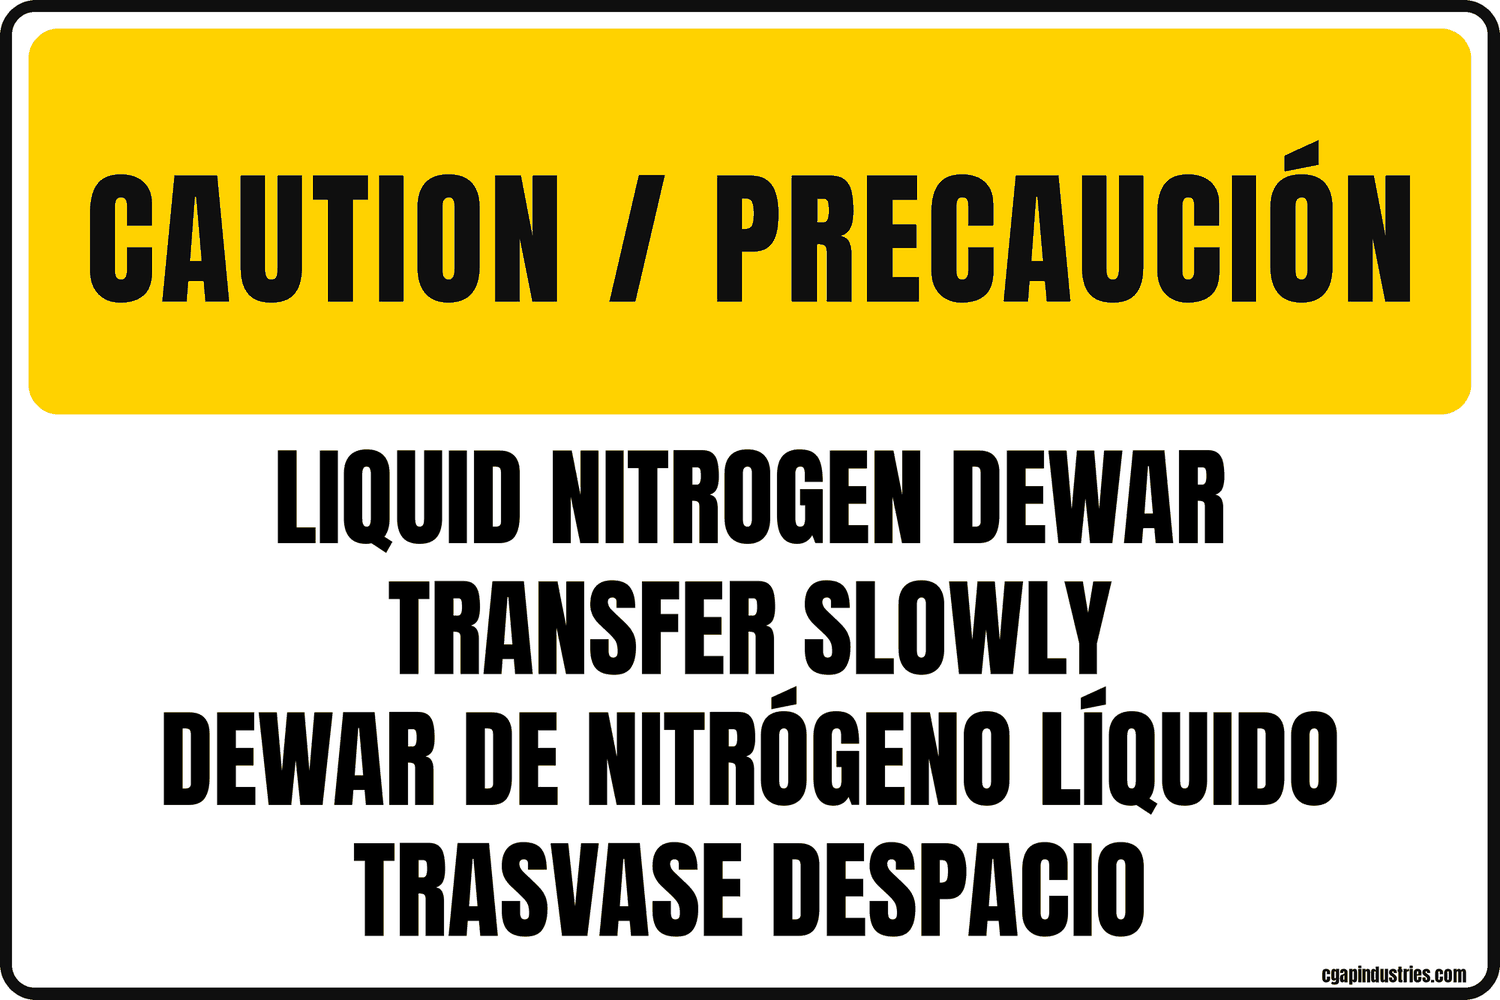 CAUTION / PRECAUCIÓN
LIQUID NITROGEN DEWAR
TRANSFER SLOWLY
DEWAR DE NITRÓGENO LÍQUIDO
TRASVASE DESPACIO
cgapindustries.com